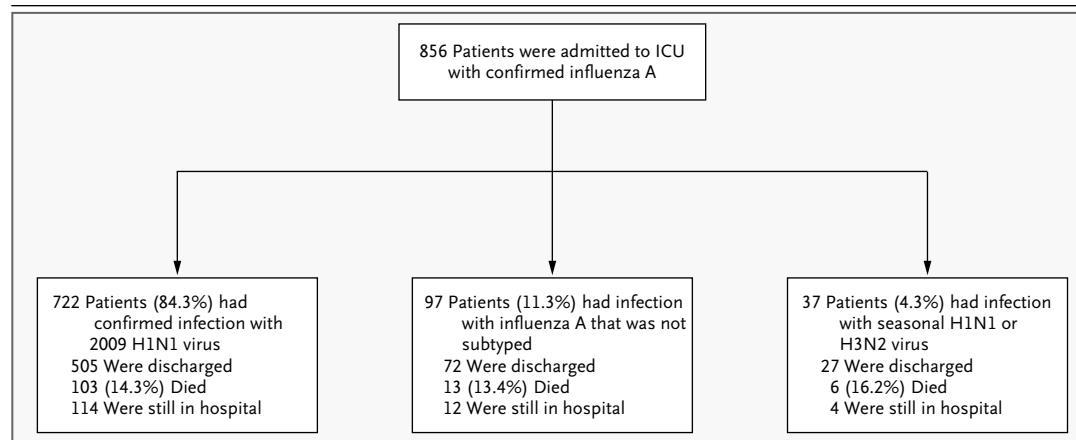 856 Patients were admitted to ICU
with confirmed influenza A
722 Patients (84.3%) had
confirmed infection with
2009 H1N1 virus
505 Were discharged
103 (14.3%) Died
114 Were still in hospital
97 Patients (11.3%) had infection
with influenza A that was not
subtyped
72 Were discharged
13 (13.4%) Died
12 Were still in hospital
37 Patients (4.3%) had infection
with seasonal H1N1 or
H3N2 virus
27 Were discharged
6 (16.2%) Died
4 Were still in hospital